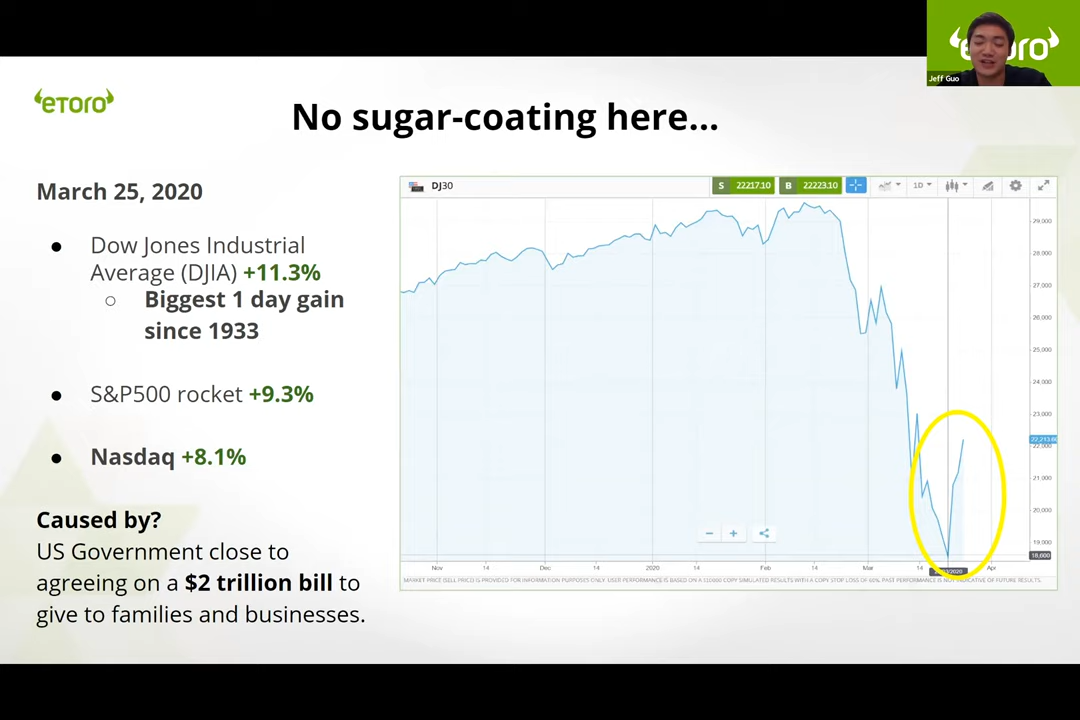 etoro
Jeff Guo
eToro
No sugar-coating here...
March 25, 2020
● Dow Jones Industrial
Average (DJIA) +11.3%
○ Biggest 1 day gain
since 1933
● S&P500 rocket +9.3%
● Nasdaq +8.1%
Caused by?
US Government close to
agreeing on a $2 trillion bill to
give to families and businesses.
DJ30
S 22217.10 B 22223.10 1D
29,000
28,000
27,000
26,000
25,000
24,000
23,000
22,000
21,000
20,000
19,000
18,600
Nov 14 Dec 14 2020 14 Feb 14 Mar 14 Apr